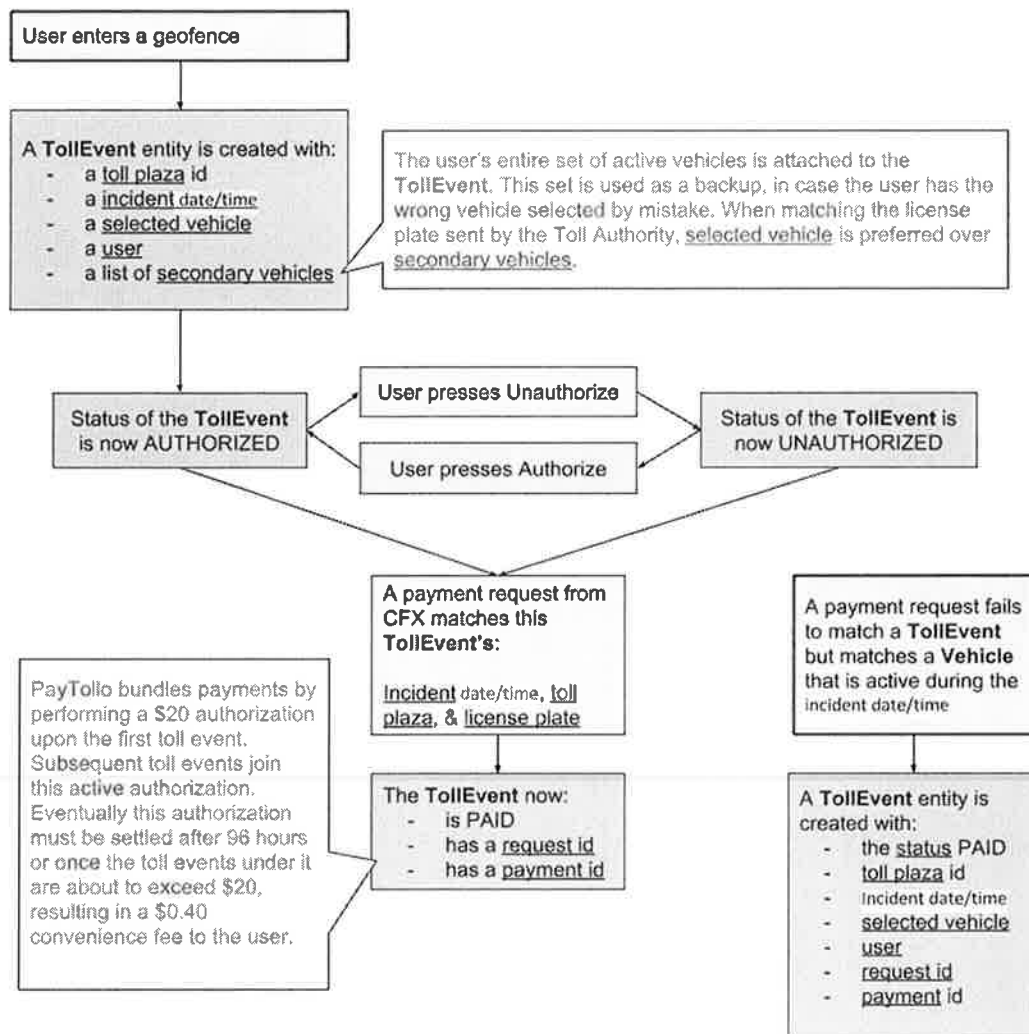 User enters a geofence
A TollEvent entity is created with:
- a toll plaza id
- a incident date/time
- a selected vehicle
- a user
- a list of secondary vehicles
The user's entire set of active vehicles is attached to the
TollEvent. This set is used as a backup, in case the user has the
wrong vehicle selected by mistake. When matching the license
plate sent by the Toll Authority, selected vehicle is preferred over
secondary vehicles.
Status of the TollEvent
is now AUTHORIZED
User presses Unauthorize
User presses Authorize
Status of the TollEvent is
now UNAUTHORIZED
A payment request from
CFX matches this
TollEvent's:
Incident date/time, toll
plaza, & license plate
A payment request fails
to match a TollEvent
but matches a Vehicle
that is active during the
incident date/time
PayTollo bundles payments by
performing a $20 authorization
upon the first toll event.
Subsequent toll events join
this active authorization.
Eventually this authorization
must be settled after 96 hours
or once the toll events under it
are about to exceed $20,
resulting in a $0.40
convenience fee to the user.
The TollEvent now:
- is PAID
- has a request id
- has a payment id
A TollEvent entity is
created with:
- the status PAID
- toll plaza id
- Incident date/time
- selected vehicle
- user
- request id
- payment id